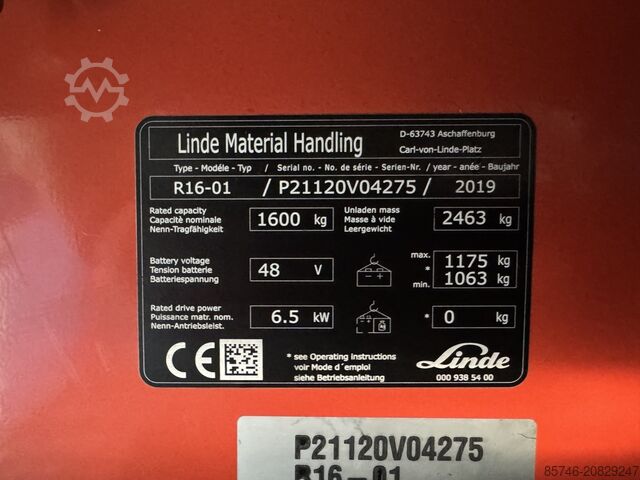 Linde Material Handling
D-63743 Aschaffenburg
Carl-von-Linde-Platz
Type - Modéle - Typ / Serial no. - No. de série - Serien-Nr. / year - anée - Baujahr
R16-01 / P21120V04275 / 2019
Rated capacity
Capacité nominale
Nenn-Tragfähigkeit
1600 kg
Unladen mass
Masse à vide
Leergewicht
2463 kg
Battery voltage
Tension batterie
Batteriespannung
48 V
max. 1175 kg
*
min. 1063 kg
Rated drive power
Puissance matr. nom.
Nenn-Antriebsleist.
6.5 kW
* 0 kg
CE
* see Operating instructions
voir Mode d´emploi
siehe Betriebsanleitung
Linde
000 938 54 00
P21120V04275
R16-01
85746-20829247